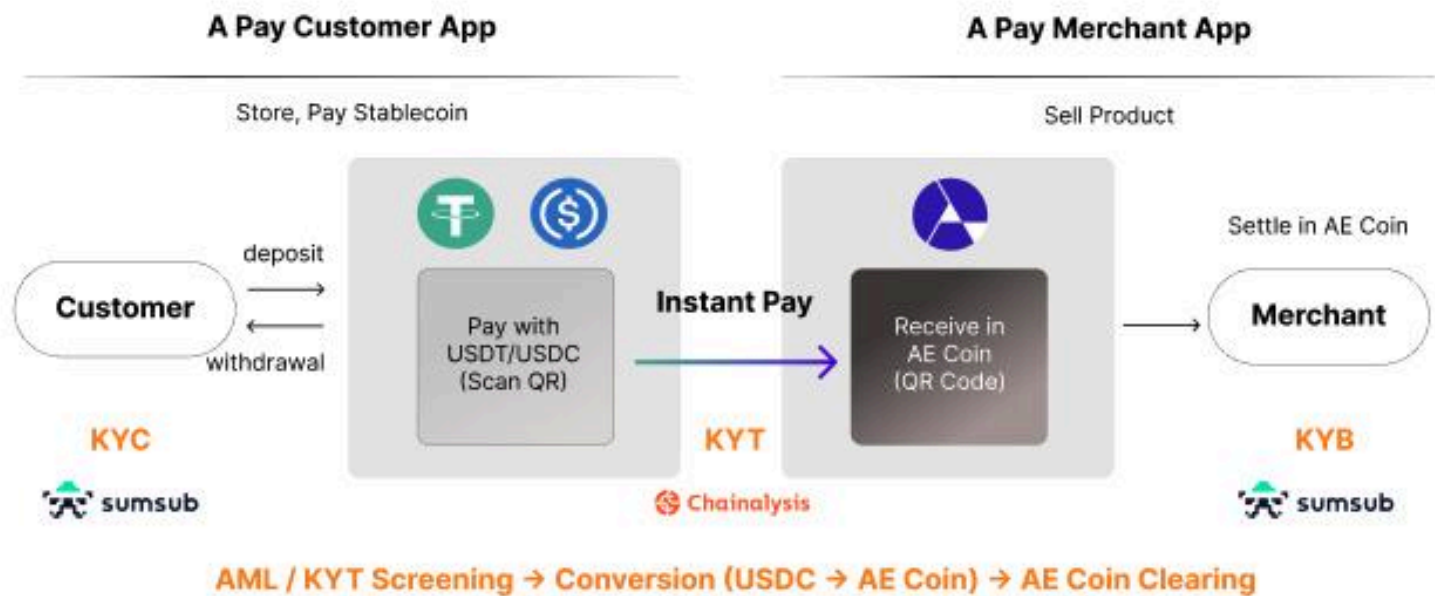 A Pay Customer App
A Pay Merchant App
Store, Pay Stablecoin
Sell Product
deposit
Customer
withdrawal
Pay with
USDT/USDC
(Scan QR)
Instant Pay
Receive in
AE Coin
(QR Code)
Settle in AE Coin
Merchant
KYC
KYT
KYB
sumsub
Chainalysis
sumsub
AML / KYT Screening → Conversion (USDC → AE Coin) → AE Coin Clearing